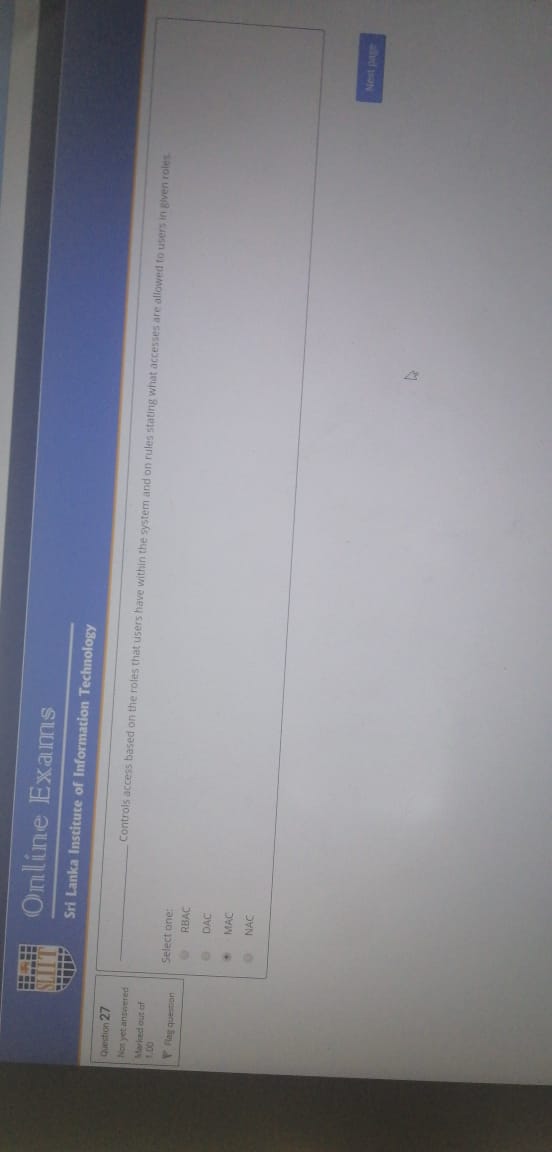 SLIIT
Online Exams
Sri Lanka Institute of Information Technology
Question 27
Not yet answered
Marked out of
1.00
Flag question
____________ Controls access based on the roles that users have within the system and on rules stating what accesses are allowed to users in given roles.
Select one:
RBAC
DAC
MAC
NAC
Next page